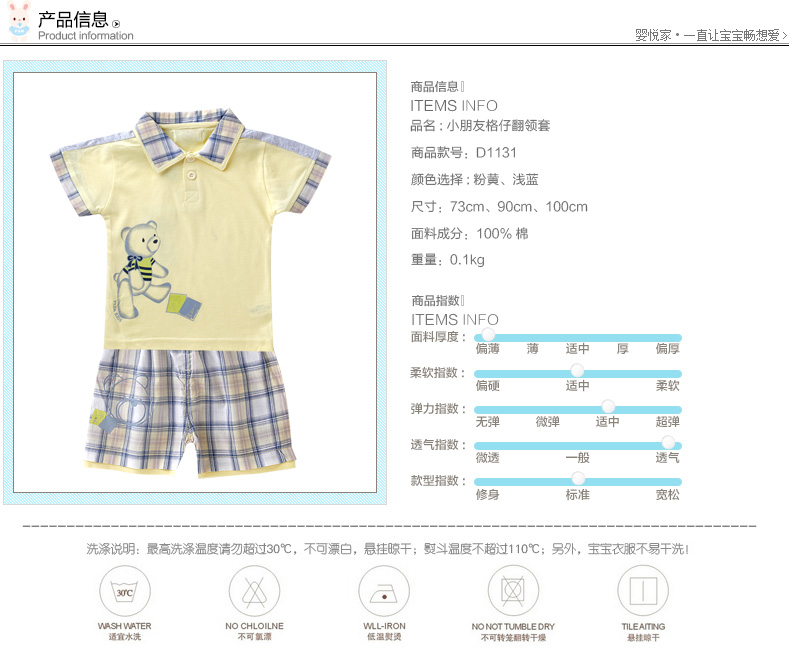 产品信息
Product information
婴悦家·一直让宝宝畅想爱>
商品信息
ITEMS INFO
品名：小朋友格仔翻领套
商品款号：D1131
颜色选择：粉黄、浅蓝
尺寸：73cm、90cm、100cm
面料成分：100% 棉
重量：0.1kg
商品指数
ITEMS INFO
面料厚度：
偏薄 薄 适中 厚 偏厚
柔软指数：
偏硬 适中 柔软
弹力指数：
无弹 微弹 适中 超弹
透气指数：
微透 一般 透气
款型指数：
修身 标准 宽松
洗涤说明：最高洗涤温度请勿超过30℃，不可漂白，悬挂晾干；熨斗温度不超过110℃；另外，宝宝衣服不易干洗！
30℃
WASH WATER
适宜水洗
NO CHLOILNE
不可氯漂
WLL-IRON
低温熨烫
NO NOT TUMBLE DRY
不可转笼翻转干燥
TILEAITING
悬挂晾干